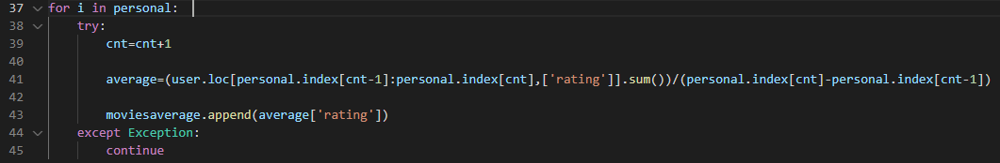 37 for i in personal:
38 try:
39 cnt=cnt+1
40
41 average=(user.loc[personal.index[cnt-1]:personal.index[cnt],['rating']].sum())/(personal.index[cnt]-personal.index[cnt-1])
42
43 moviesaverage.append(average['rating'])
44 except Exception:
45 continue